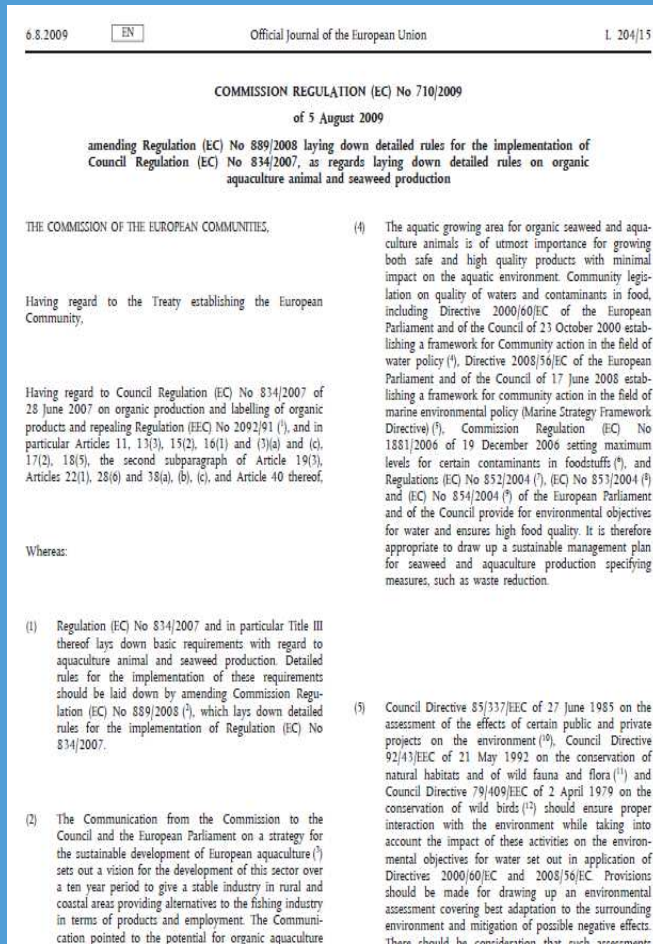 6.8.2009 EN Official Journal of the European Union L 204/15
COMMISSION REGULATION (EC) No 710/2009
of 5 August 2009
amending Regulation (EC) No 889/2008 laying down detailed rules for the implementation of
Council Regulation (EC) No 834/2007, as regards laying down detailed rules on organic
aquaculture animal and seaweed production
THE COMMISSION OF THE EUROPEAN COMMUNITIES,
Having regard to the Treaty establishing the European
Community,
Having regard to Council Regulation (EC) No 834/2007 of
28 June 2007 on organic production and labelling of organic
products and repealing Regulation (EEC) No 2092/91 (¹), and in
particular Articles 11, 13(3), 15(2), 16(1) and (3)(a) and (c),
17(2), 18(5), the second subparagraph of Article 19(3),
Articles 22(1), 28(6) and 38(a), (b), (c), and Article 40 thereof,
Whereas:
(1) Regulation (EC) No 834/2007 and in particular Title III
thereof lays down basic requirements with regard to
aquaculture animal and seaweed production. Detailed
rules for the implementation of these requirements
should be laid down by amending Commission Regu-
lation (EC) No 889/2008 (²), which lays down detailed
rules for the implementation of Regulation (EC) No
834/2007.
(2) The Communication from the Commission to the
Council and the European Parliament on a strategy for
the sustainable development of European aquaculture (³)
sets out a vision for the development of this sector over
a ten year period to give a stable industry in rural and
coastal areas providing alternatives to the fishing industry
in terms of products and employment. The Communi-
cation pointed to the potential for organic aquaculture
(4) The aquatic growing area for organic seaweed and aqua-
culture animals is of utmost importance for growing
both safe and high quality products with minimal
impact on the aquatic environment. Community legis-
lation on quality of waters and contaminants in food,
including Directive 2000/60/EC of the European
Parliament and of the Council of 23 October 2000 estab-
lishing a framework for Community action in the field of
water policy (⁴), Directive 2008/56/EC of the European
Parliament and of the Council of 17 June 2008 estab-
lishing a framework for community action in the field of
marine environmental policy (Marine Strategy Framework
Directive) (⁵), Commission Regulation (EC) No
1881/2006 of 19 December 2006 setting maximum
levels for certain contaminants in foodstuffs (⁶), and
Regulations (EC) No 852/2004 (⁷), (EC) No 853/2004 (⁸)
and (EC) No 854/2004 (⁹) of the European Parliament
and of the Council provide for environmental objectives
for water and ensures high food quality. It is therefore
appropriate to draw up a sustainable management plan
for seaweed and aquaculture production specifying
measures, such as waste reduction.
(5) Council Directive 85/337/EEC of 27 June 1985 on the
assessment of the effects of certain public and private
projects on the environment (¹⁰), Council Directive
92/43/EEC of 21 May 1992 on the conservation of
natural habitats and of wild fauna and flora (¹¹) and
Council Directive 79/409/EEC of 2 April 1979 on the
conservation of wild birds (¹²) should ensure proper
interaction with the environment while taking into
account the impact of these activities on the environ-
mental objectives for water set out in application of
Directives 2000/60/EC and 2008/56/EC. Provisions
should be made for drawing up an environmental
assessment covering best adaptation to the surrounding
environment and mitigation of possible negative effects.
There should be consideration that such assessments